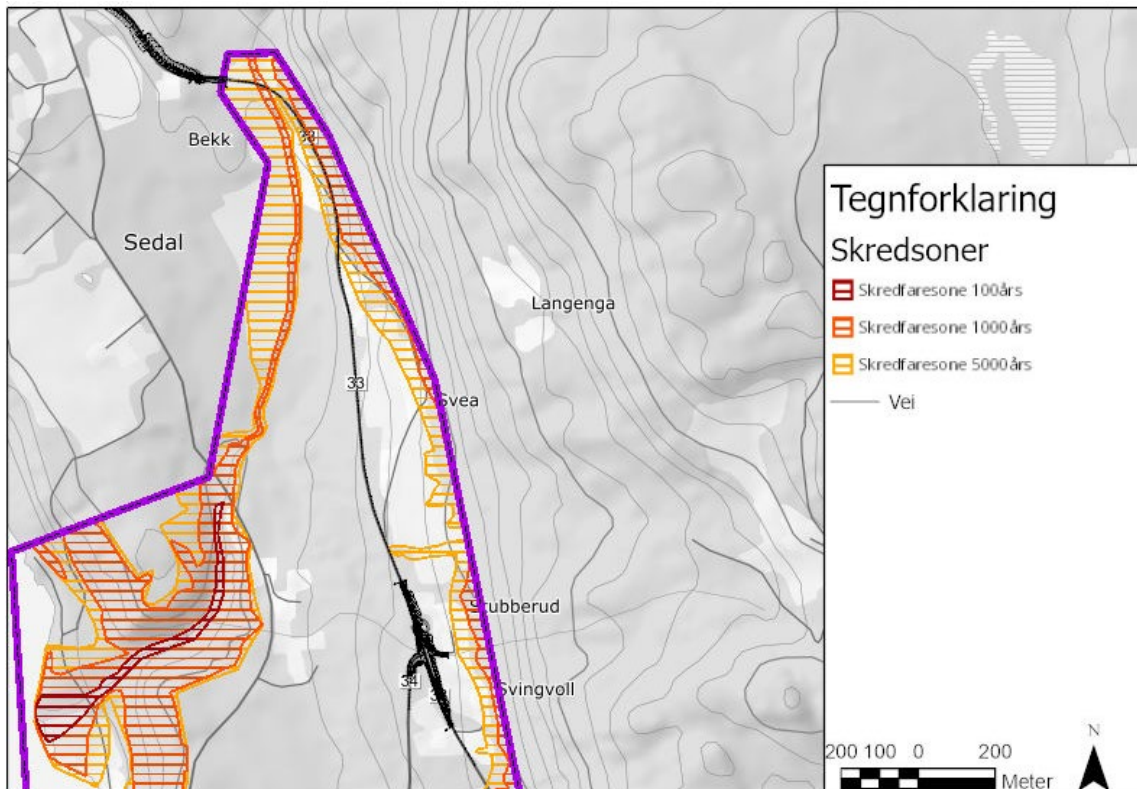 33
Bekk
Sedal
Langenga
33
Svea
Stubberud
Svingvoll
34
Tegnforklaring
Skredsoner
Skredfaresone 100års
Skredfaresone 1000års
Skredfaresone 5000års
Vei
N
200 100 0 200
Meter